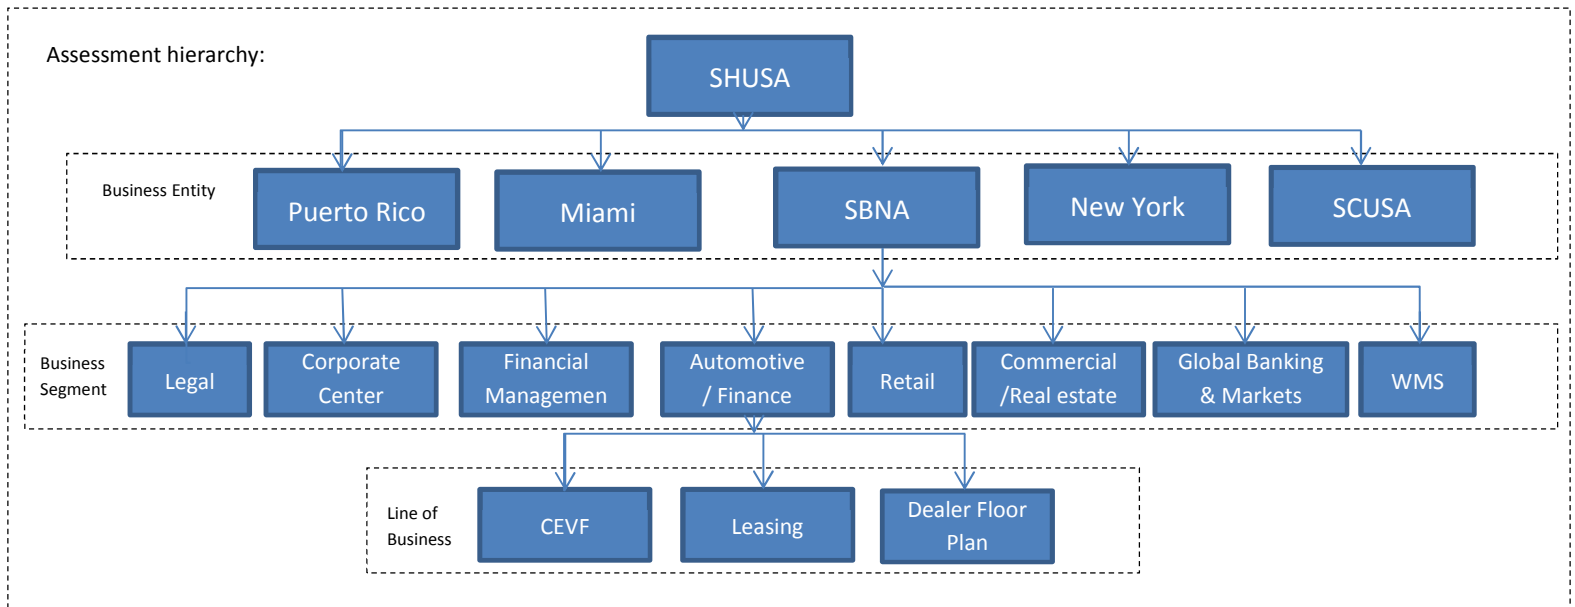 Assessment hierarchy:
SHUSA
Business Entity
Puerto Rico
Miami
SBNA
New York
SCUSA
Business
Segment
Legal
Corporate
Center
Financial
Managemen
Automotive
/ Finance
Retail
Commercial
/Real estate
Global Banking
& Markets
WMS
Line of
Business
CEVF
Leasing
Dealer Floor
Plan